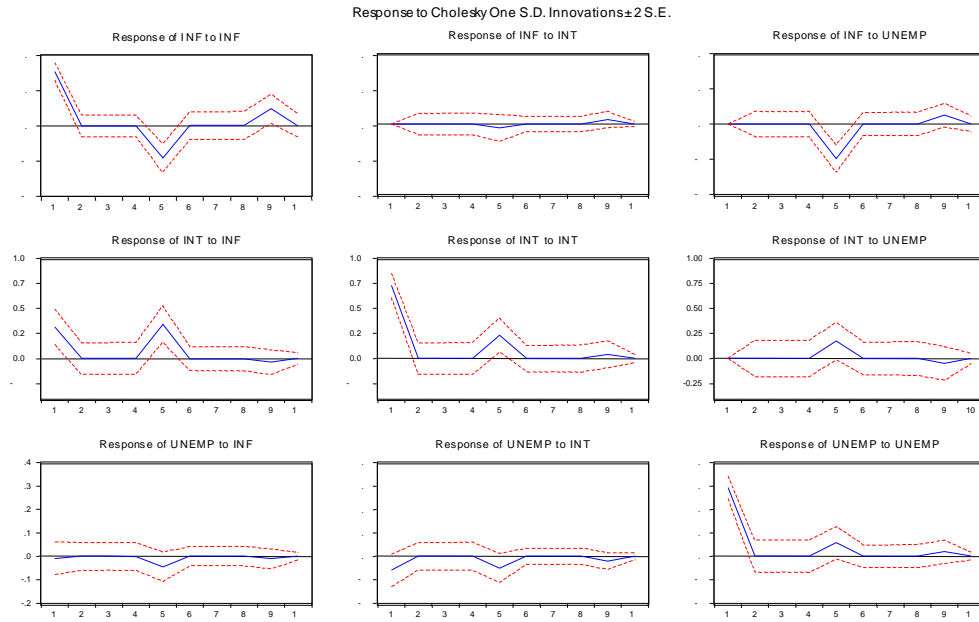 Response to Cholesky One S.D. Innovations ± 2 S.E.
Response of INF to INF
Response of INF to INT
Response of INF to UNEMP
1 2 3 4 5 6 7 8 9 1
1 2 3 4 5 6 7 8 9 1
1 2 3 4 5 6 7 8 9 1
Response of INT to INF
Response of INT to INT
Response of INT to UNEMP
1.0
0.7
0.5
0.2
0.0
-
1.0
0.7
0.5
0.2
0.0
-
1.00
0.75
0.50
0.25
0.00
-0.25
1 2 3 4 5 6 7 8 9 1
1 2 3 4 5 6 7 8 9 1
1 2 3 4 5 6 7 8 9 10
Response of UNEMP to INF
Response of UNEMP to INT
Response of UNEMP to UNEMP
.4
.3
.2
.1
.0
-.1
-.2
1 2 3 4 5 6 7 8 9 1
1 2 3 4 5 6 7 8 9 1
1 2 3 4 5 6 7 8 9 1